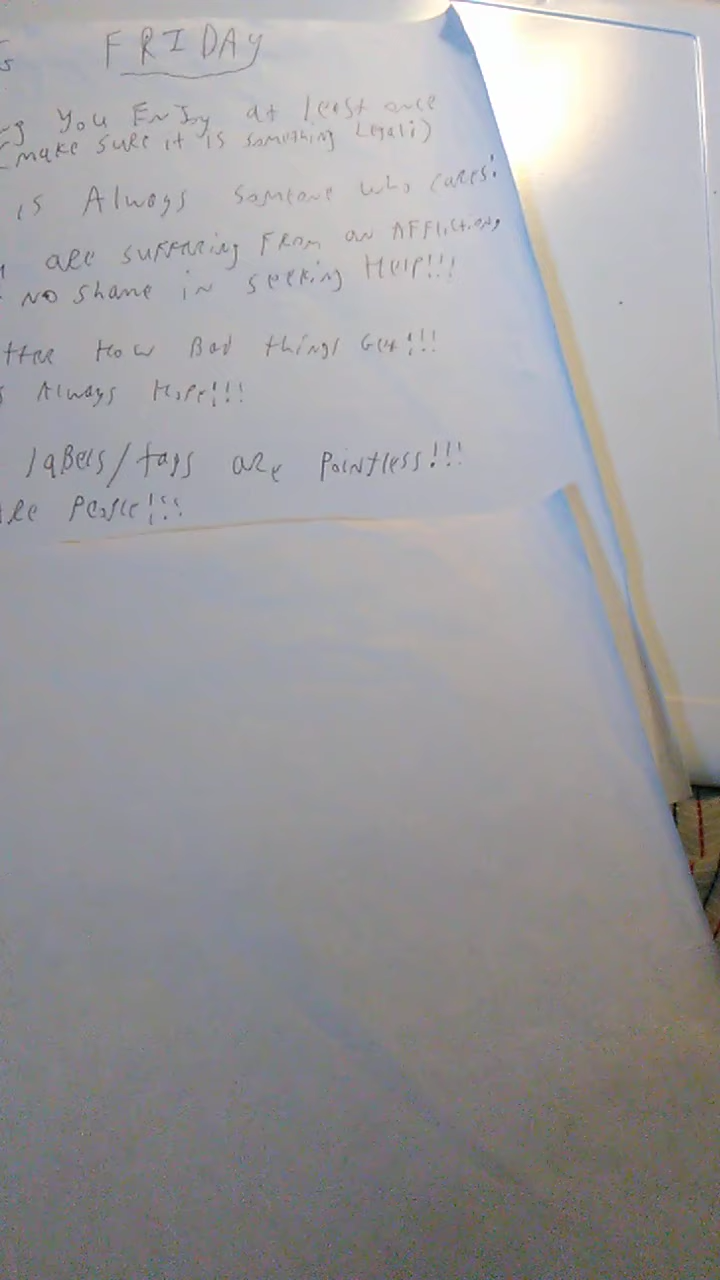 s FRIDAY
g You EnJoy at least once
(make sure it is something Legal!)
is Always someone who cares!
are suffering From an AFFliction,
No shame in seeking Help!!!
tter How Bad things Get!!!
s Always Hope!!!
labels/tags are Pointless!!!
are People!!!